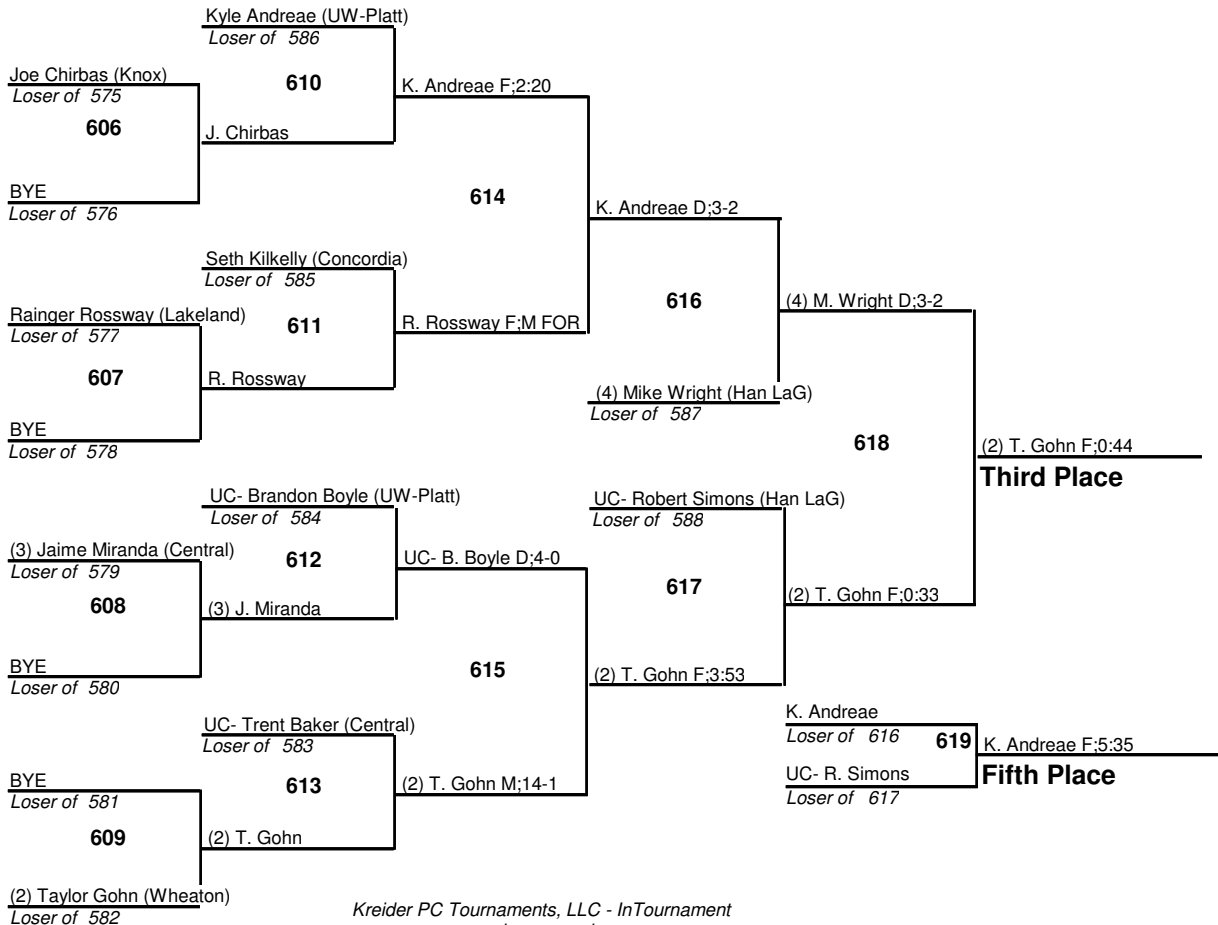 Kyle Andreae (UW-Platt)
Loser of 586
Joe Chirbas (Knox)
Loser of 575
610
K. Andreae F;2:20
606
J. Chirbas
BYE
Loser of 576
614
K. Andreae D;3-2
Seth Kilkelly (Concordia)
Loser of 585
Rainger Rossway (Lakeland)
Loser of 577
611
R. Rossway F;M FOR
616
(4) M. Wright D;3-2
607
R. Rossway
(4) Mike Wright (Han LaG)
Loser of 587
BYE
Loser of 578
618
(2) T. Gohn F;0:44
Third Place
UC- Brandon Boyle (UW-Platt)
Loser of 584
UC- Robert Simons (Han LaG)
Loser of 588
(3) Jaime Miranda (Central)
Loser of 579
612
UC- B. Boyle D;4-0
617
(2) T. Gohn F;0:33
608
(3) J. Miranda
BYE
Loser of 580
615
(2) T. Gohn F;3:53
UC- Trent Baker (Central)
Loser of 583
K. Andreae
Loser of 616
619
K. Andreae F;5:35
Fifth Place
UC- R. Simons
Loser of 617
BYE
Loser of 581
613
(2) T. Gohn M;14-1
609
(2) T. Gohn
(2) Taylor Gohn (Wheaton)
Loser of 582
Kreider PC Tournaments, LLC - InTournament